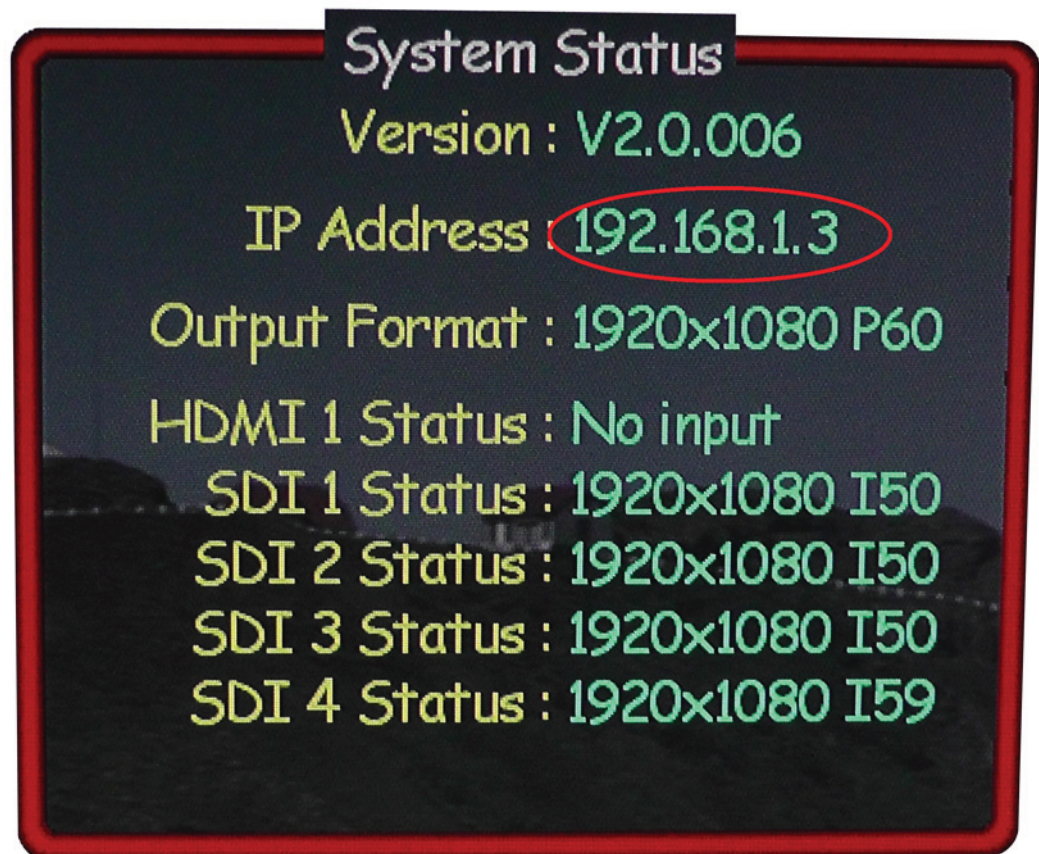 System Status
Version : V2.0.006
IP Address : 192.168.1.3
Output Format : 1920x1080 P60
HDMI 1 Status : No input
SDI 1 Status : 1920x1080 I50
SDI 2 Status : 1920x1080 I50
SDI 3 Status : 1920x1080 I50
SDI 4 Status : 1920x1080 I59